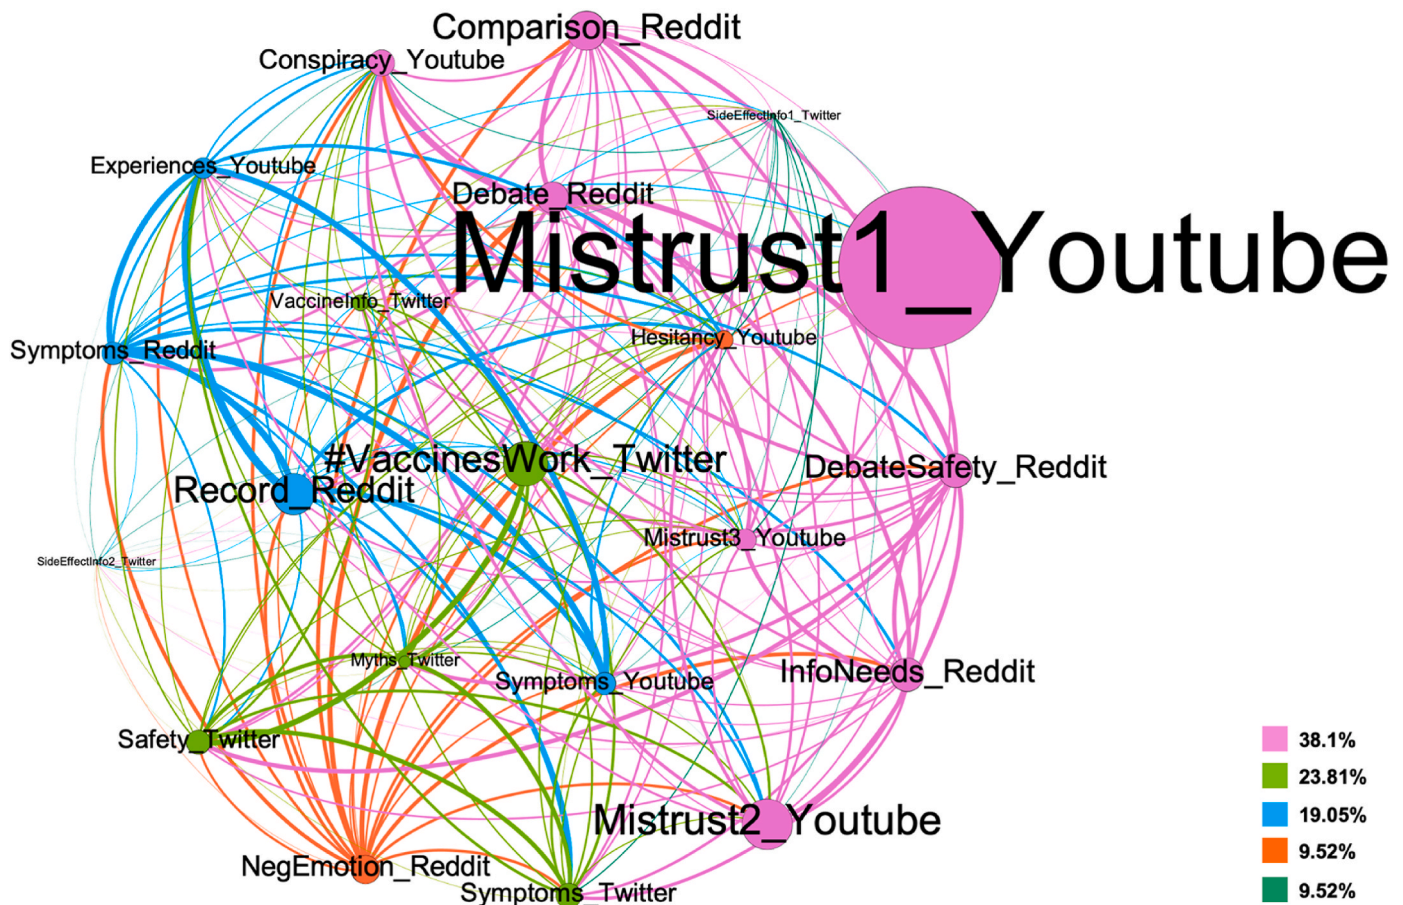 Comparison_Reddit
Conspiracy_Youtube
SideEffectInfo1_Twitter
Experiences_Youtube
Debate_Reddit
Mistrust1_Youtube
VaccineInfo_Twitter
Hesitancy_Youtube
Symptoms_Reddit
#VaccinesWork_Twitter
DebateSafety_Reddit
Record_Reddit
Mistrust3_Youtube
SideEffectInfo2_Twitter
Myths_Twitter
InfoNeeds_Reddit
Symptoms_Youtube
Safety_Twitter
38.1%
23.81%
19.05%
Mistrust2_Youtube
9.52%
NegEmotion_Reddit
Symptoms_Twitter
9.52%